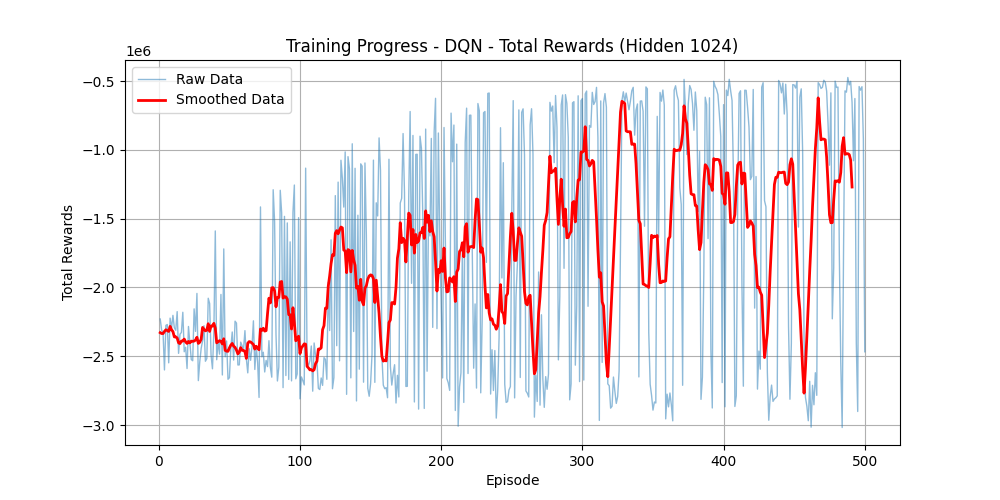 Training Progress - DQN - Total Rewards (Hidden 1024)
1e6
Raw Data
Smoothed Data
−0.5
−1.0
−1.5
−2.0
−2.5
−3.0
Total Rewards
0 100 200 300 400 500
Episode